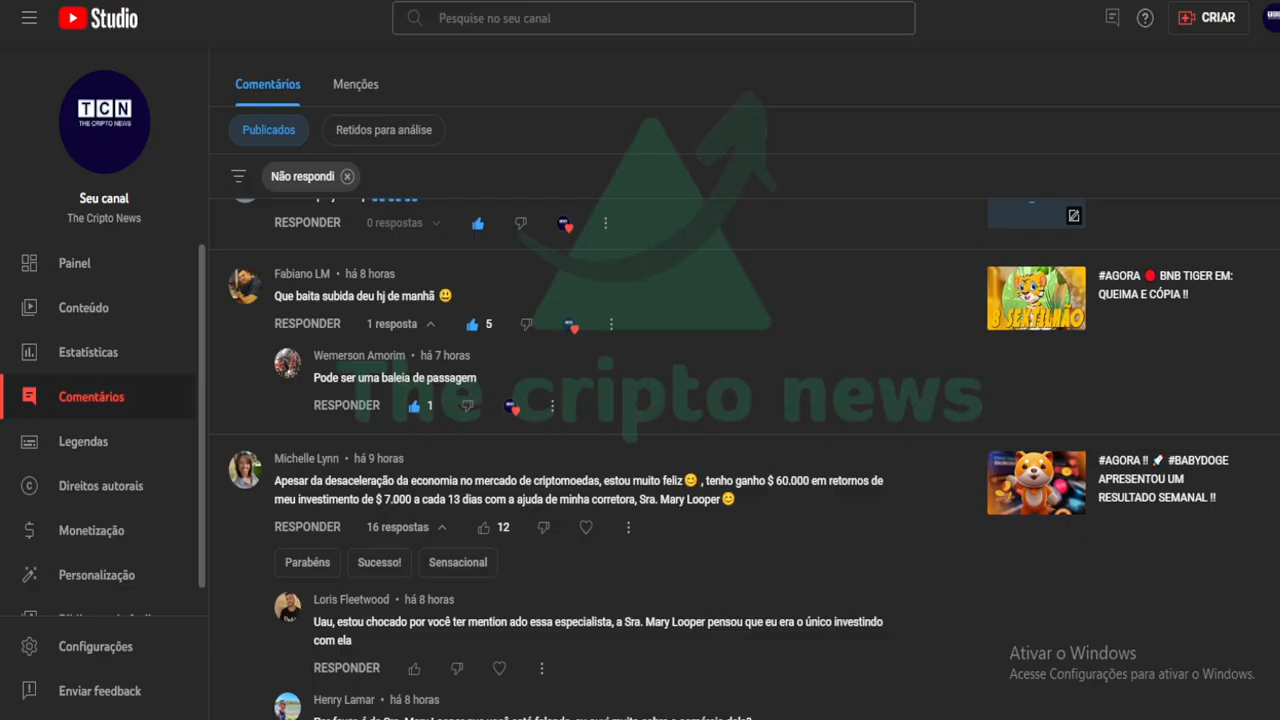 Studio
Pesquise no seu canal
CRIAR
TCN
THE CRIPTO NEWS
Seu canal
The Cripto News
Painel
Conteúdo
Estatísticas
Comentários
Legendas
Direitos autorais
Monetização
Personalização
Configurações
Enviar feedback
Comentários
Menções
Publicados
Retidos para análise
Não respondi
RESPONDER 0 respostas
Fabiano LM • há 8 horas
Que baita subida deu hj de manhã 😃
RESPONDER 1 resposta 5
Wemerson Amorim • há 7 horas
Pode ser uma baleia de passagem
RESPONDER 1
#AGORA 🔴 BNB TIGER EM:
QUEIMA E CÓPIA !!
8 SEXTILHÃO
The cripto news
Michelle Lynn • há 9 horas
Apesar da desaceleração da economia no mercado de criptomoedas, estou muito feliz😊 , tenho ganho $ 60.000 em retornos de
meu investimento de $ 7.000 a cada 13 dias com a ajuda de minha corretora, Sra. Mary Looper😊
RESPONDER 16 respostas 12
Parabéns Sucesso! Sensacional
#AGORA !! 🚀 #BABYDOGE
APRESENTOU UM
RESULTADO SEMANAL !!
Loris Fleetwood • há 8 horas
Uau, estou chocado por você ter mention ado essa especialista, a Sra. Mary Looper pensou que eu era o único investindo
com ela
RESPONDER
Henry Lamar • há 8 horas
Ativar o Windows
Acesse Configurações para ativar o Windows.